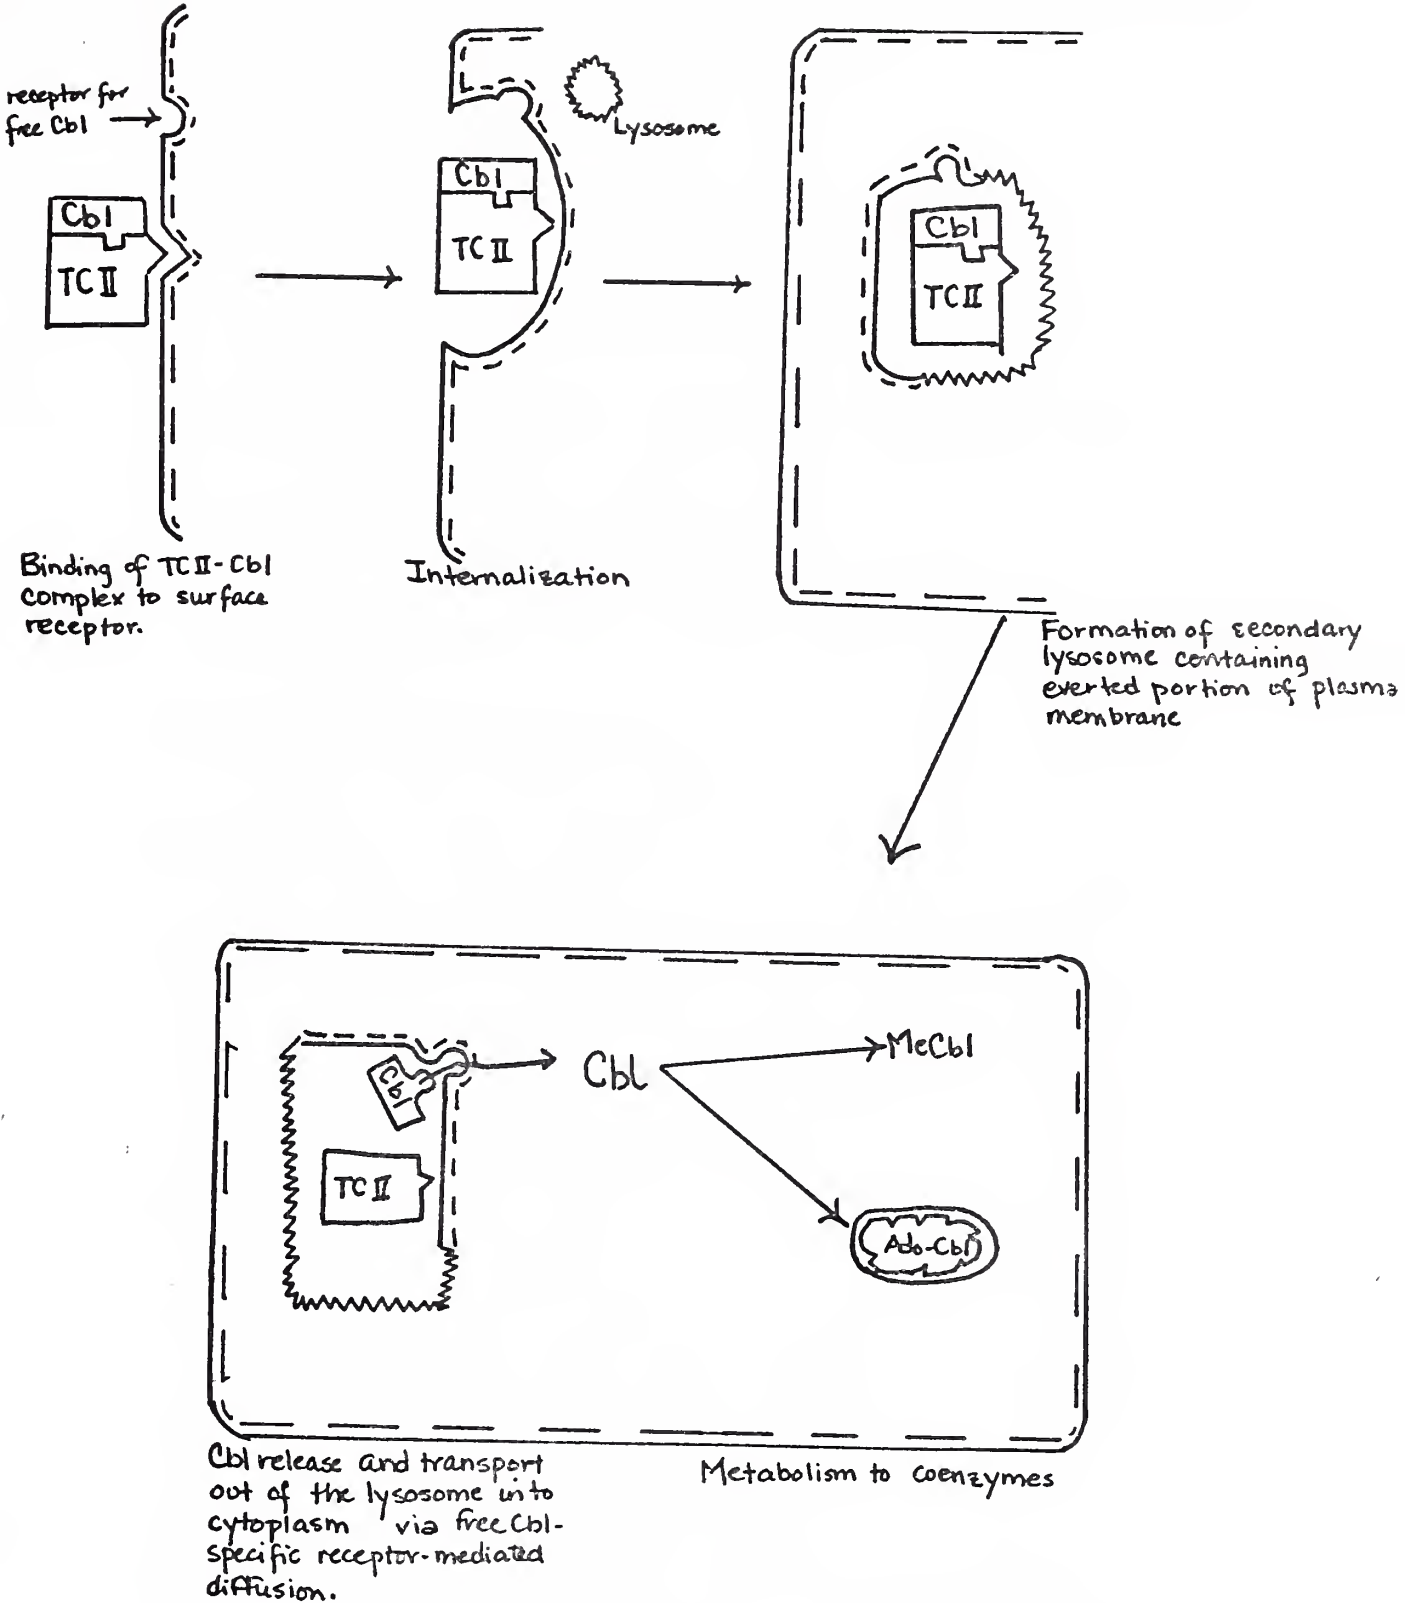 receptor for
free Cbl
Cbl
TC II
Binding of TC II-Cbl
complex to surface
receptor.
Lysosome
Cbl
TC II
Internalization
Cbl
TC II
Formation of secondary
lysosome containing
everted portion of plasma
membrane
Cbl
TC II
Cbl
MeCbl
Ado-Cbl
Cbl release and transport
out of the lysosome into
cytoplasm via free Cbl-
specific receptor-mediated
diffusion.
Metabolism to coenzymes